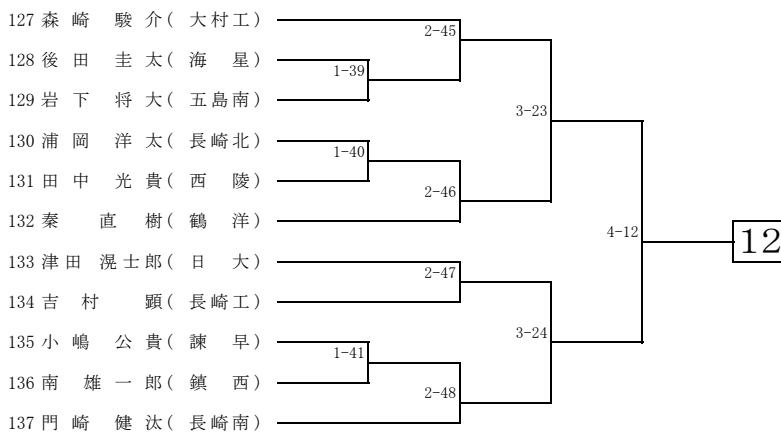 127 森崎 駿介(大村工)
2-45
128 後田 圭太(海星)
1-39
129 岩下 将大(五島南)
3-23
130 浦岡 洋太(長崎北)
1-40
131 田中 光貴(西陵)
2-46
132 秦 直樹(鶴洋)
4-12
12
133 津田 滉士郎(日大)
2-47
134 吉村 顕(長崎工)
3-24
135 小嶋 公貴(諫早)
1-41
136 南 雄一郎(鎮西)
2-48
137 門崎 健汰(長崎南)